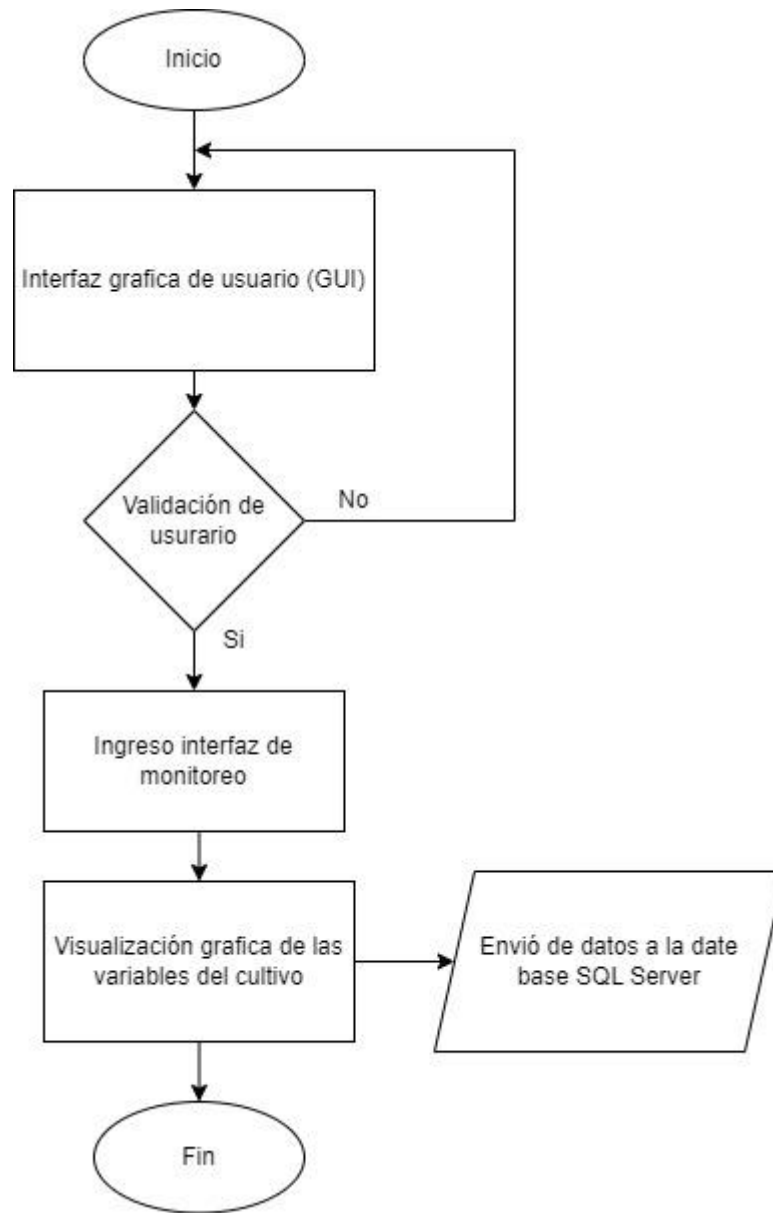 Inicio
Interfaz grafica de usuario (GUI)
Validación de
usurario
No
Si
Ingreso interfaz de
monitoreo
Visualización grafica de las
variables del cultivo
Envió de datos a la date
base SQL Server
Fin